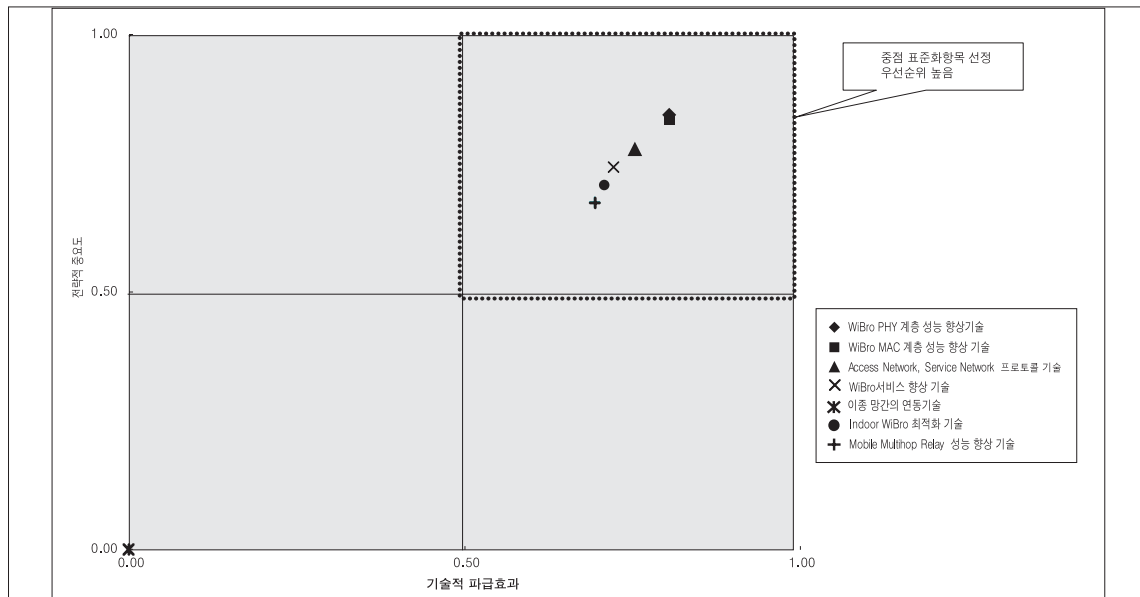 1.00
중점 표준화항목 선정
우선순위 높음
전략적 중요도
0.50
WiBro PHY 계층 성능 향상기술
WiBro MAC 계층 성능 향상 기술
Access Network, Service Network 프로토콜 기술
WiBro서비스 향상 기술
이종 망간의 연동기술
Indoor WiBro 최적화 기술
Mobile Multihop Relay 성능 향상 기술
0.00
0.00
0.50
1.00
기술적 파급효과